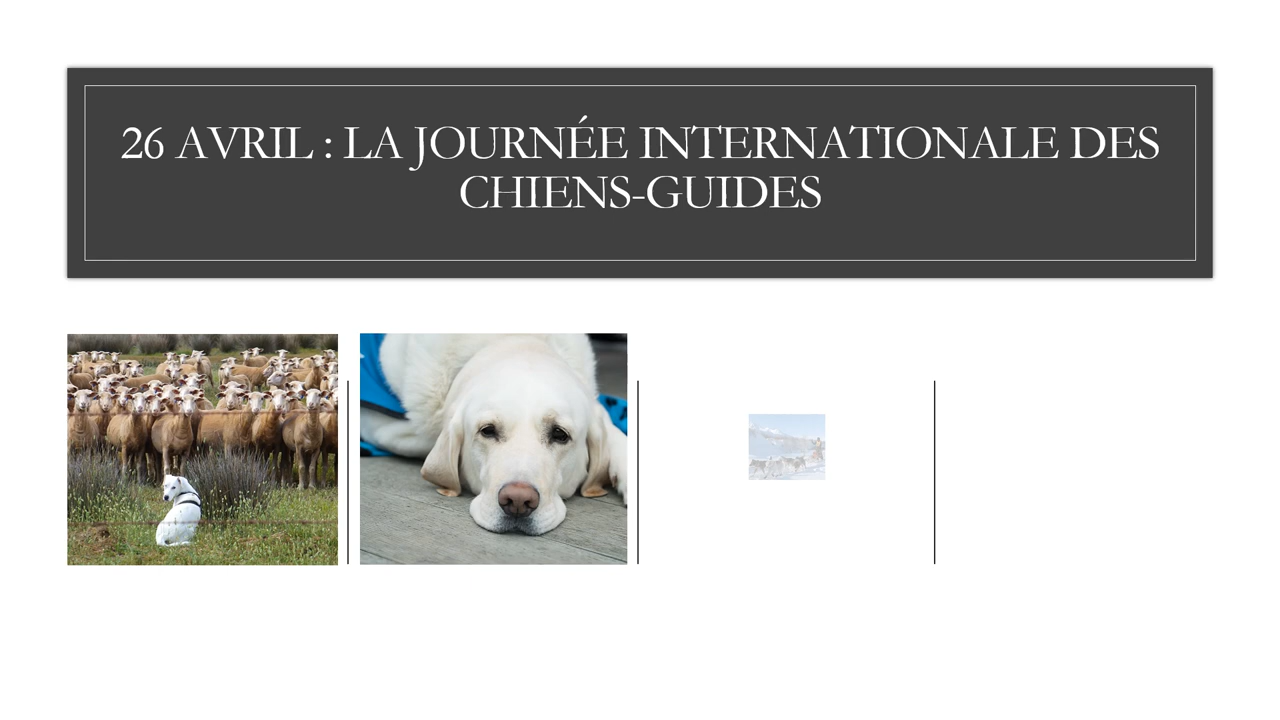 26 AVRIL : LA JOURNÉE INTERNATIONALE DES
CHIENS-GUIDES